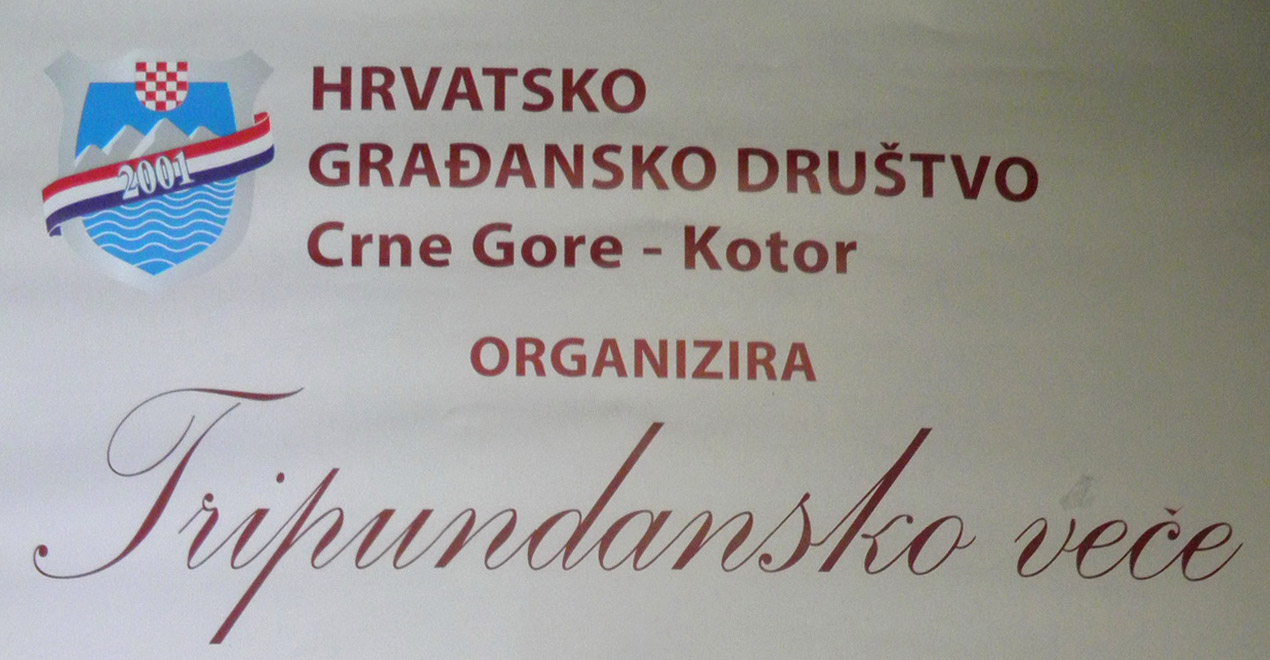 2001
HRVATSKO
GRAĐANSKO DRUŠTVO
Crne Gore - Kotor
ORGANIZIRA
Tripundansko veče